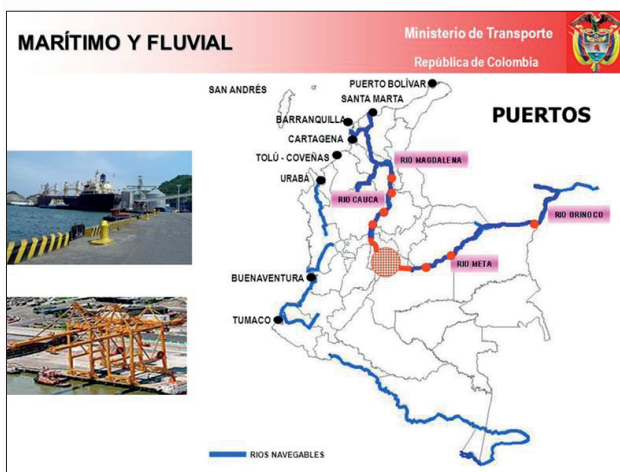 MARÍTIMO Y FLUVIAL
Ministerio de Transporte
República de Colombia
PUERTOS
SAN ANDRÉS
PUERTO BOLÍVAR
SANTA MARTA
BARRANQUILLA
CARTAGENA
TOLÚ - COVEÑAS
RIO MAGDALENA
URABÁ
RIO CAUCA
RIO ORINOCO
RIO META
BUENAVENTURA
TUMACO
RIOS NAVEGABLES